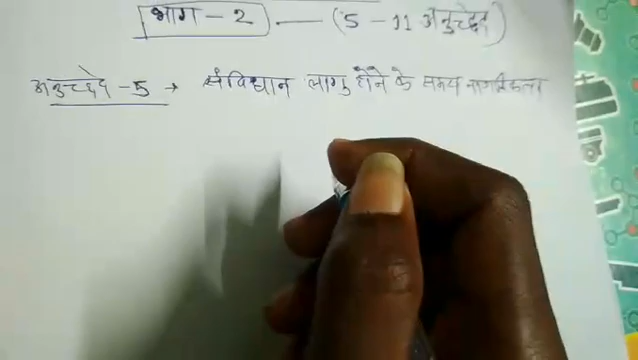 भाग - 2 — (5 - 11 अनुच्छेद)
अनुच्छेद - 5 → संविधान लागु होने के समय नागरिकता